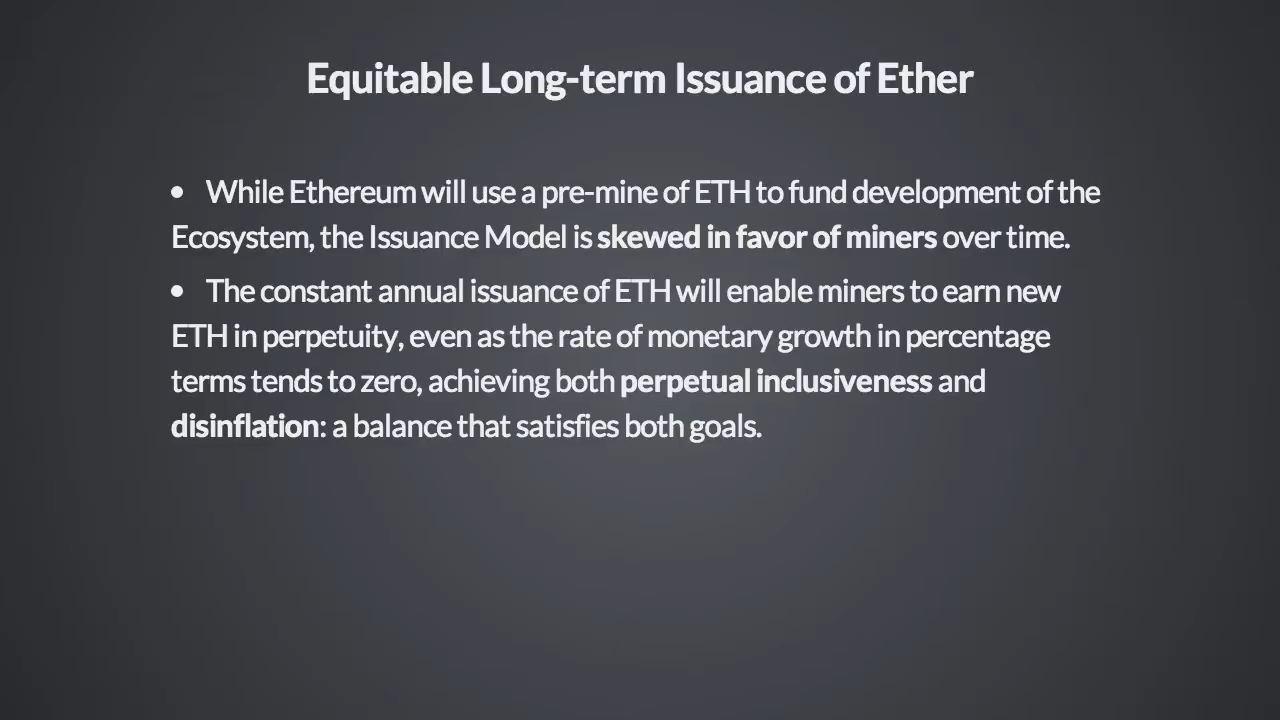 Equitable Long-term Issuance of Ether
• While Ethereum will use a pre-mine of ETH to fund development of the
Ecosystem, the Issuance Model is skewed in favor of miners over time.
• The constant annual issuance of ETH will enable miners to earn new
ETH in perpetuity, even as the rate of monetary growth in percentage
terms tends to zero, achieving both perpetual inclusiveness and
disinflation: a balance that satisfies both goals.